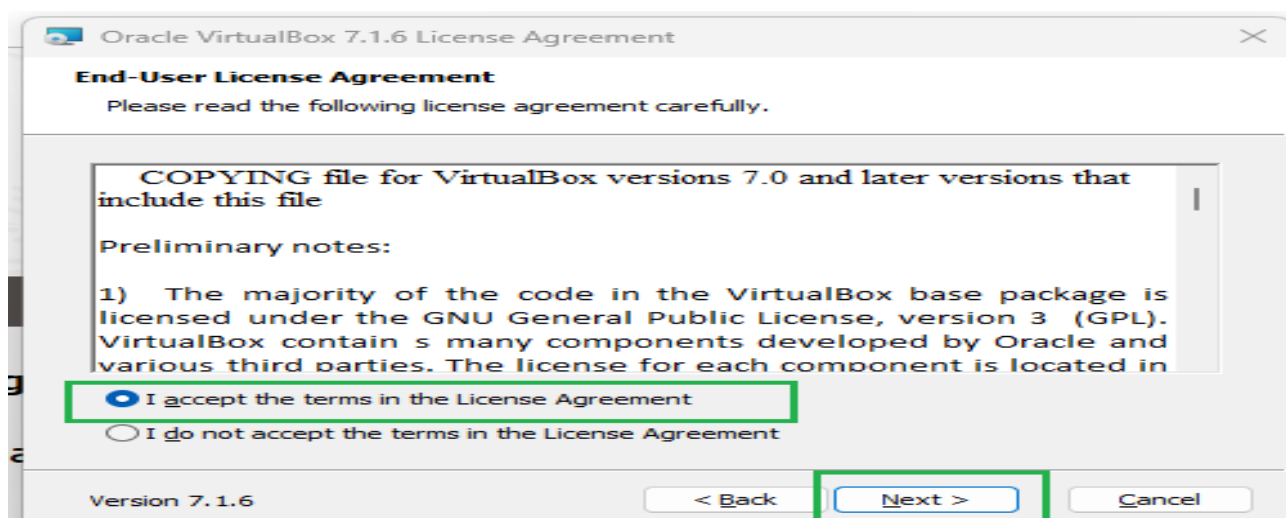 Oracle VirtualBox 7.1.6 License Agreement
End-User License Agreement
Please read the following license agreement carefully.
COPYING file for VirtualBox versions 7.0 and later versions that
include this file
Preliminary notes:
1) The majority of the code in the VirtualBox base package is
licensed under the GNU General Public License, version 3 (GPL).
VirtualBox contain s many components developed by Oracle and
various third parties. The license for each component is located in
I accept the terms in the License Agreement
I do not accept the terms in the License Agreement
Version 7.1.6
< Back
Next >
Cancel